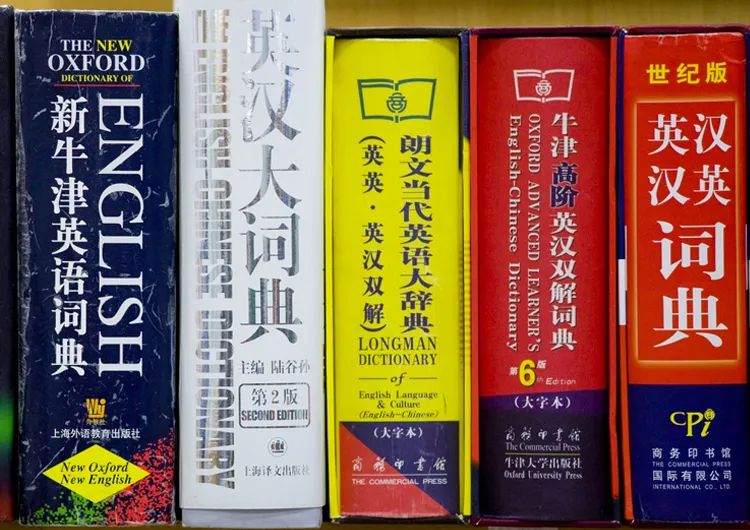 THE NEW
OXFORD
DICTIONARY OF
ENGLISH
新牛津英语词典
外教社
上海外语教育出版社
New Oxford
New English
英汉大词典
THE ENGLISH-CHINESE DICTIONARY
主编 陆谷孙
第2版
SECOND EDITION
上海译文出版社
朗文当代英语大辞典
(英英·英汉双解)
LONGMAN
DICTIONARY
of
English Language
& Culture
(English-Chinese)
(大字本)
商务印书馆
THE COMMERCIAL PRESS
牛津高阶英汉双解词典
OXFORD ADVANCED LEARNER'S
English-Chinese Dictionary
第6版
th Edition
(大字本)
商务印书馆
The Commercial Press
牛津大学出版社
Oxford University Press
世纪版
英汉
汉英
词典
CPi
商务印书馆
国际有限公司
INTERNATIONAL CO. LTD.